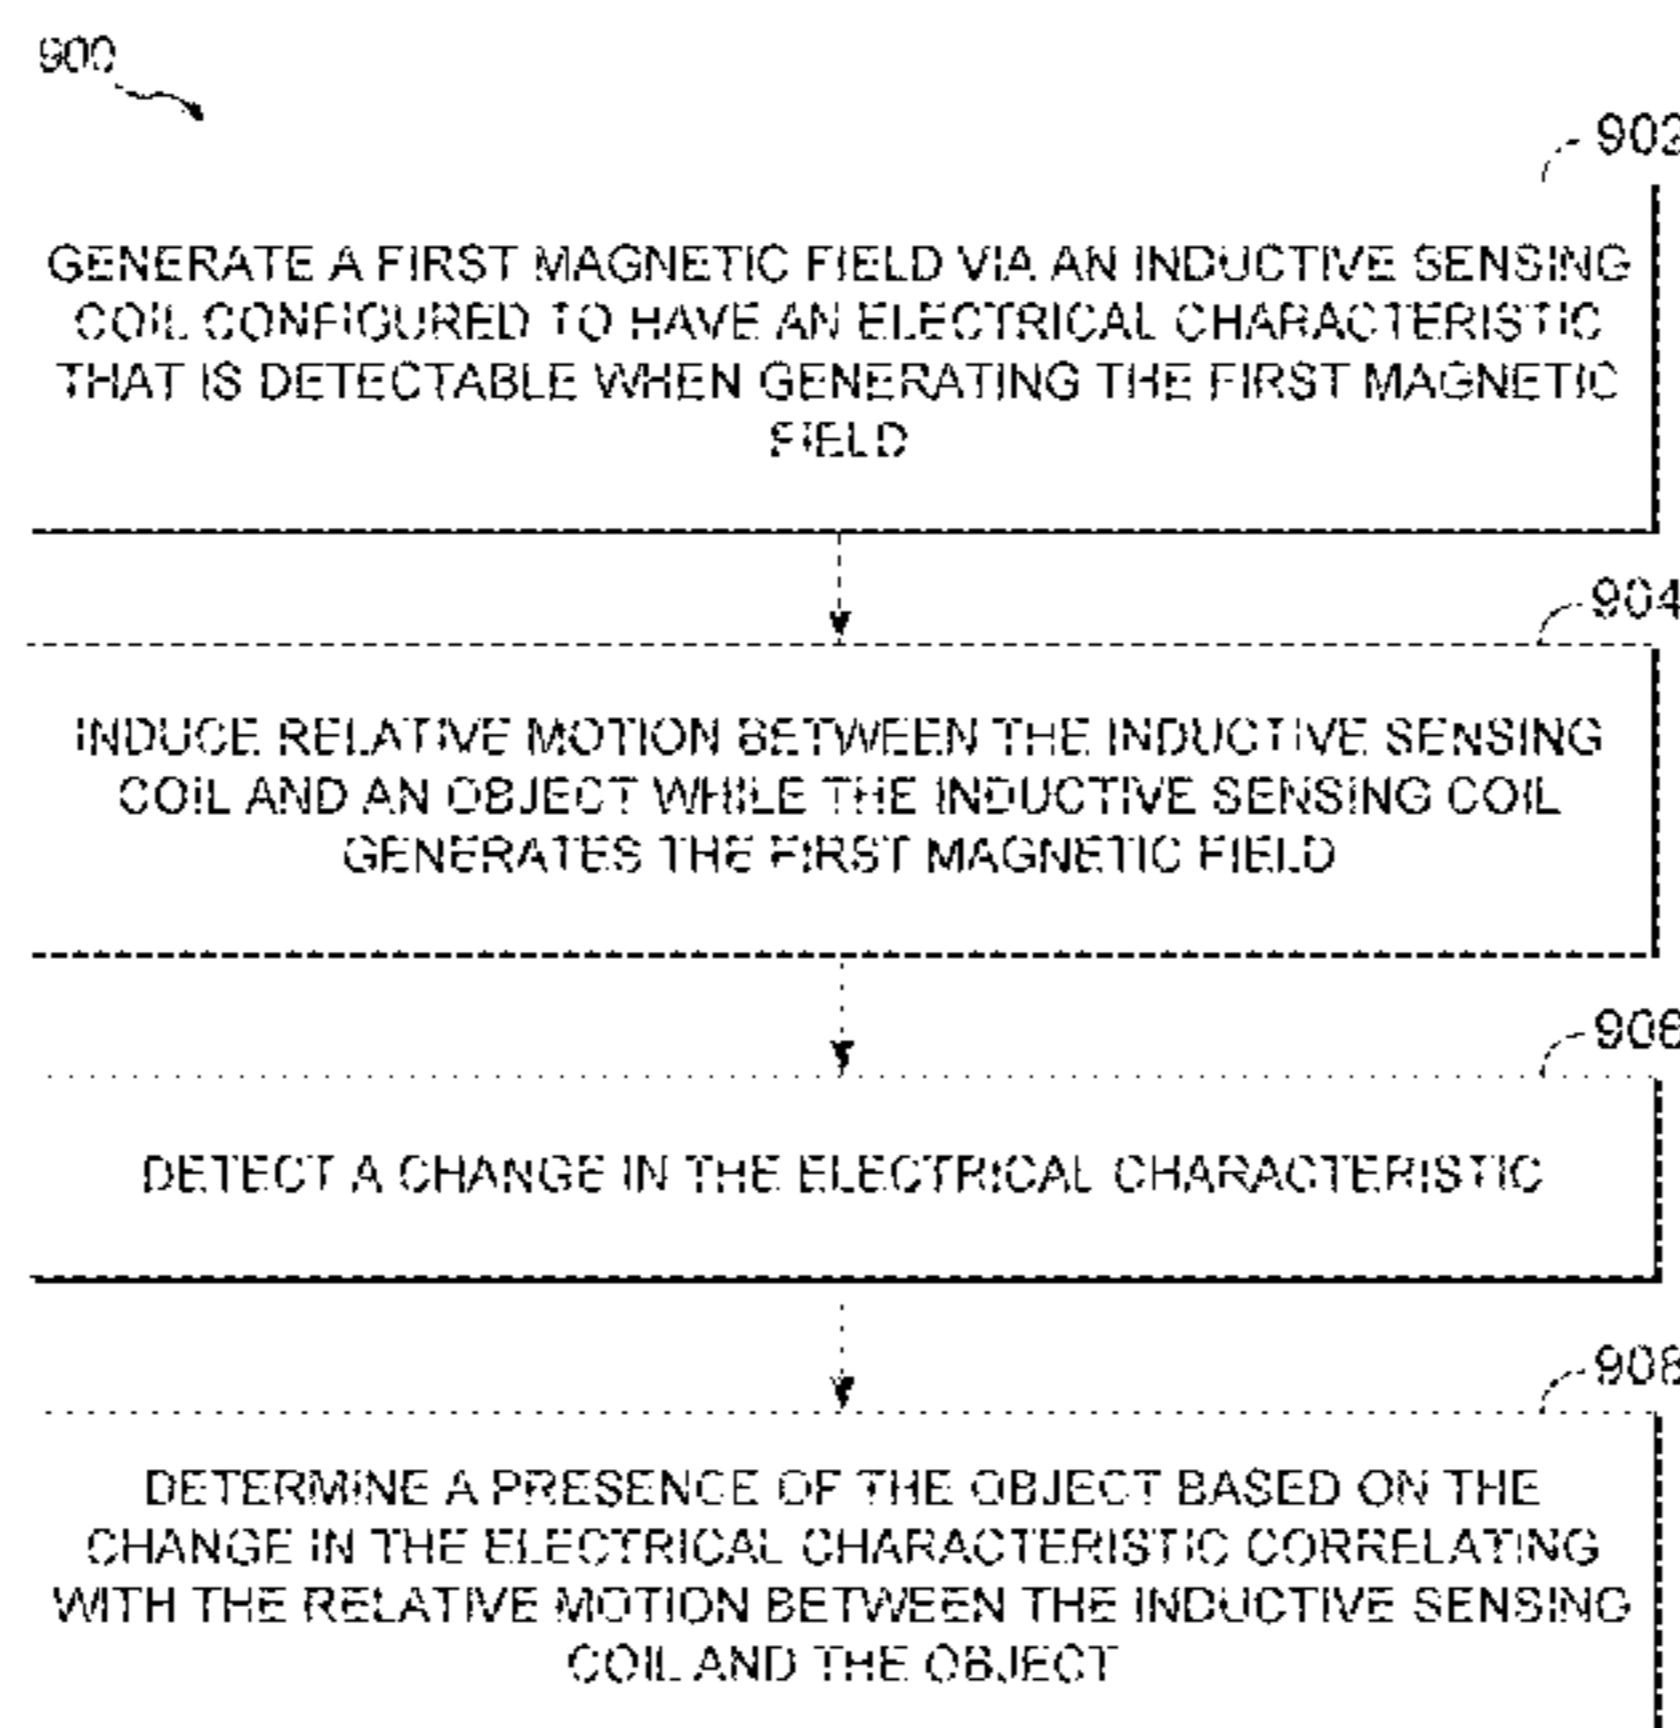 900
902
GENERATE A FIRST MAGNETIC FIELD VIA AN INDUCTIVE SENSING
COIL CONFIGURED TO HAVE AN ELECTRICAL CHARACTERISTIC
THAT IS DETECTABLE WHEN GENERATING THE FIRST MAGNETIC
FIELD
904
INDUCE RELATIVE MOTION BETWEEN THE INDUCTIVE SENSING
COIL AND AN OBJECT WHILE THE INDUCTIVE SENSING COIL
GENERATES THE FIRST MAGNETIC FIELD
906
DETECT A CHANGE IN THE ELECTRICAL CHARACTERISTIC
908
DETERMINE A PRESENCE OF THE OBJECT BASED ON THE
CHANGE IN THE ELECTRICAL CHARACTERISTIC CORRELATING
WITH THE RELATIVE MOTION BETWEEN THE INDUCTIVE SENSING
COIL AND THE OBJECT